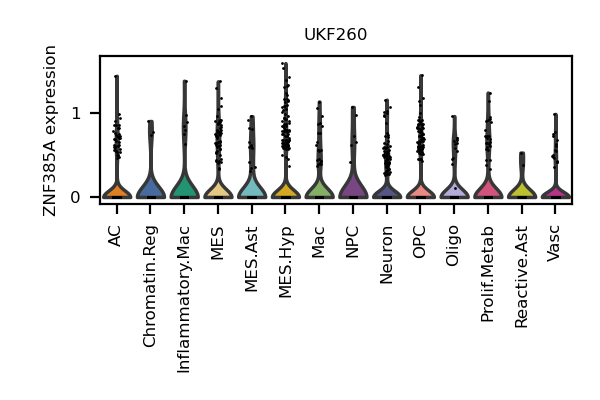 UKF260
ZNF385A expression
1
0
AC
Chromatin.Reg
Inflammatory.Mac
MES
MES.Ast
MES.Hyp
Mac
NPC
Neuron
OPC
Oligo
Prolif.Metab
Reactive.Ast
Vasc